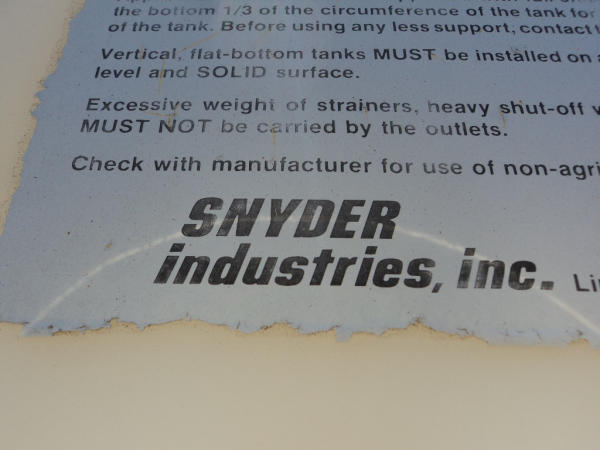 the bottom 1/3 of the circumference of the tank for
of the tank. Before using any less support, contact
Vertical, flat-bottom tanks MUST be installed on a
level and SOLID surface.
Excessive weight of strainers, heavy shut-off v
MUST NOT be carried by the outlets.
Check with manufacturer for use of non-agri
SNYDER
industries, inc. Li